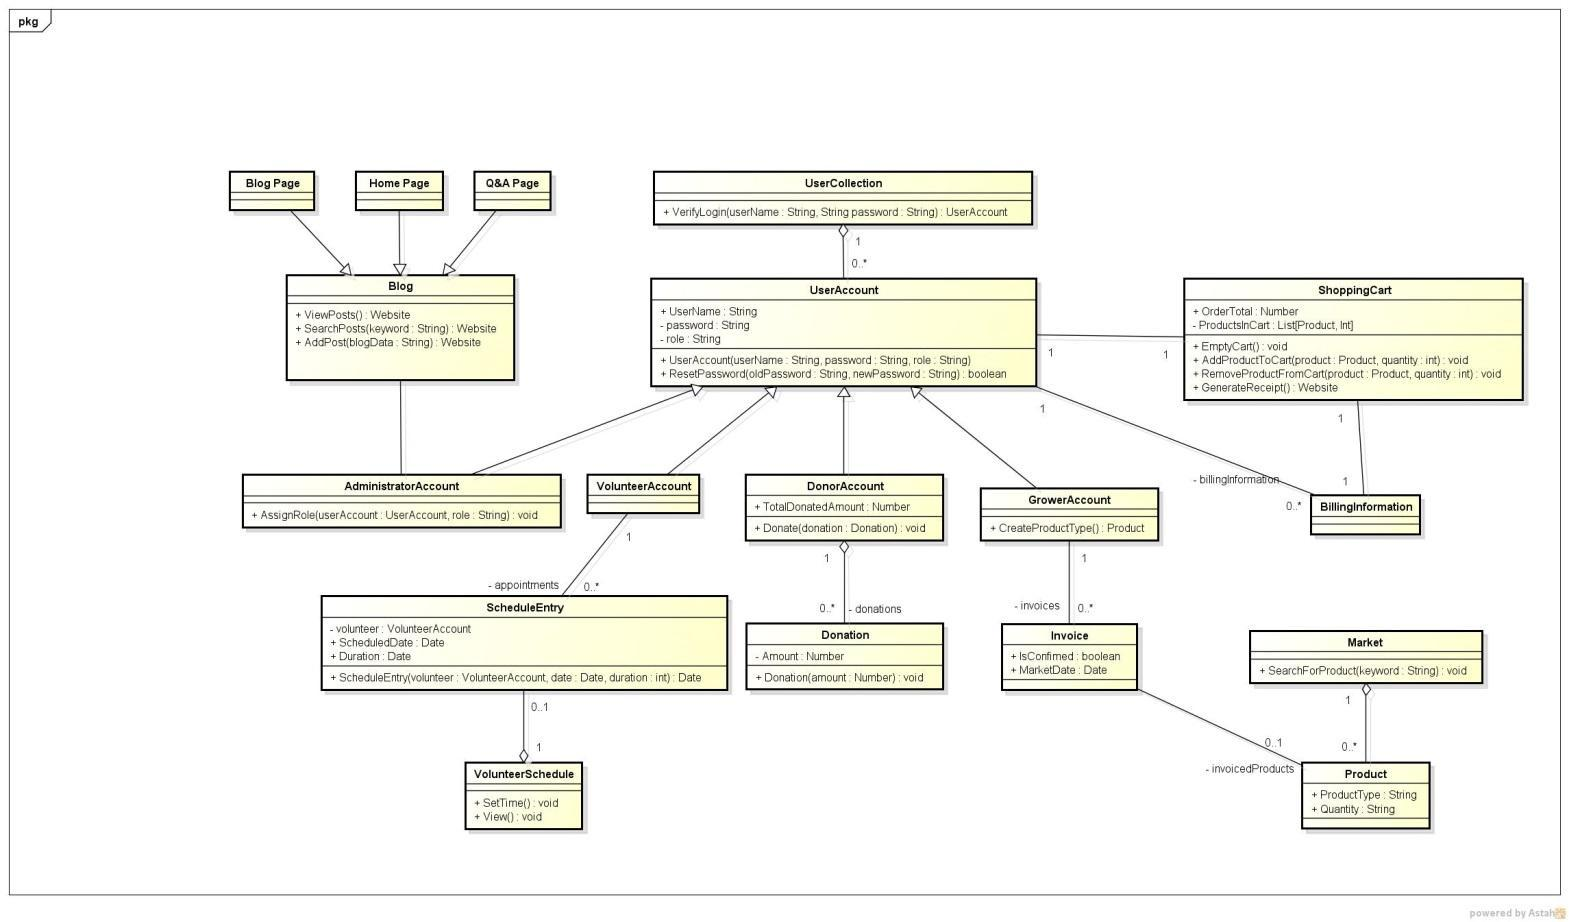 pkg
Blog Page
Home Page
Q&A Page
UserCollection
+ VerifyLogin(userName : String, String password : String) : UserAccount
1
0..*
Blog
+ ViewPosts() : Website
+ SearchPosts(keyword : String) : Website
+ AddPost(blogData : String) : Website
UserAccount
+ UserName : String
- password : String
- role : String
+ UserAccount(userName : String, password : String, role : String)
+ ResetPassword(oldPassword : String, newPassword : String) : boolean
1
1
ShoppingCart
+ OrderTotal : Number
- ProductsInCart : List[Product, Int]
+ EmptyCart() : void
+ AddProductToCart(product : Product, quantity : int) : void
+ RemoveProductFromCart(product : Product, quantity : int) : void
+ GenerateReceipt() : Website
1
1
1
- billingInformation
0..*
BillingInformation
AdministratorAccount
+ AssignRole(userAccount : UserAccount, role : String) : void
VolunteerAccount
1
- appointments
0..*
DonorAccount
+ TotalDonatedAmount : Number
+ Donate(donation : Donation) : void
1
0..*
- donations
GrowerAccount
+ CreateProductType() : Product
1
- invoices
0..*
ScheduleEntry
- volunteer : VolunteerAccount
+ ScheduledDate : Date
+ Duration : Date
+ ScheduleEntry(volunteer : VolunteerAccount, date : Date, duration : int) : Date
0..1
1
VolunteerSchedule
+ SetTime() : void
+ View() : void
Donation
- Amount : Number
+ Donation(amount : Number) : void
Invoice
+ IsConfimed : boolean
+ MarketDate : Date
0..1
- invoicedProducts
Market
+ SearchForProduct(keyword : String) : void
1
0..*
Product
+ ProductType : String
+ Quantity : String
powered by Astah